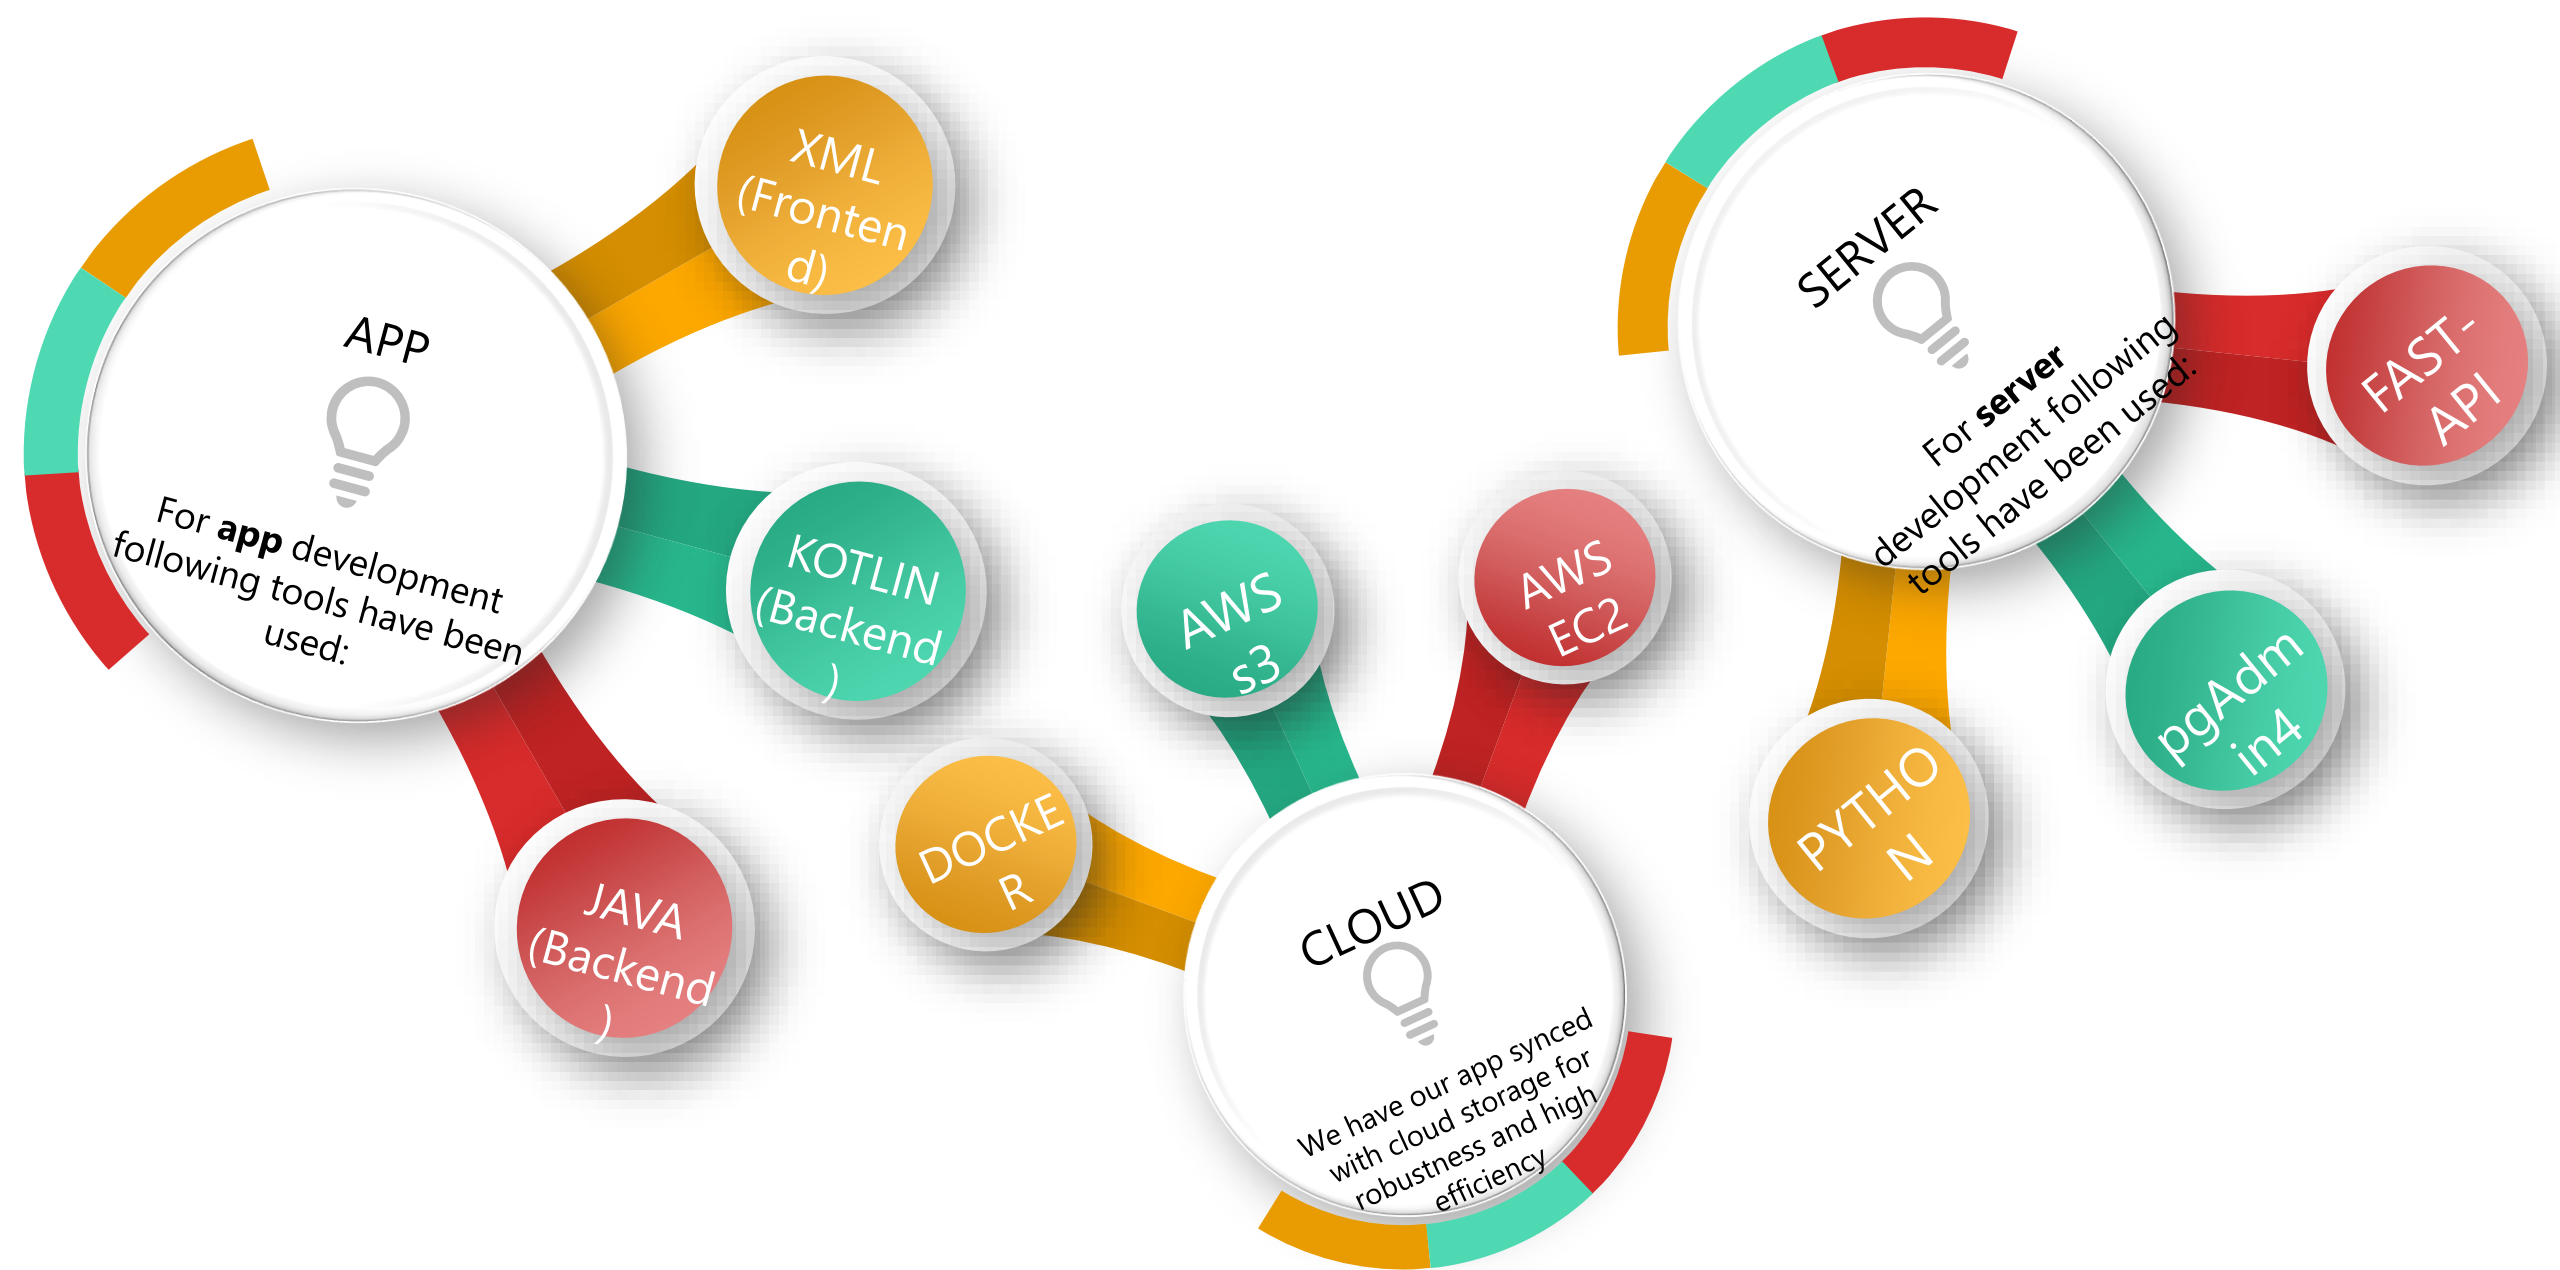 APP
For app development
following tools have been
used:
XML
(Fronten
d)
KOTLIN
(Backend
)
JAVA
(Backend
)
CLOUD
We have our app synced
with cloud storage for
robustness and high
efficiency
DOCKE
R
AWS
s3
AWS
EC2
SERVER
For server
development following
tools have been used:
FAST-
API
pgAdm
in4
PYTHO
N